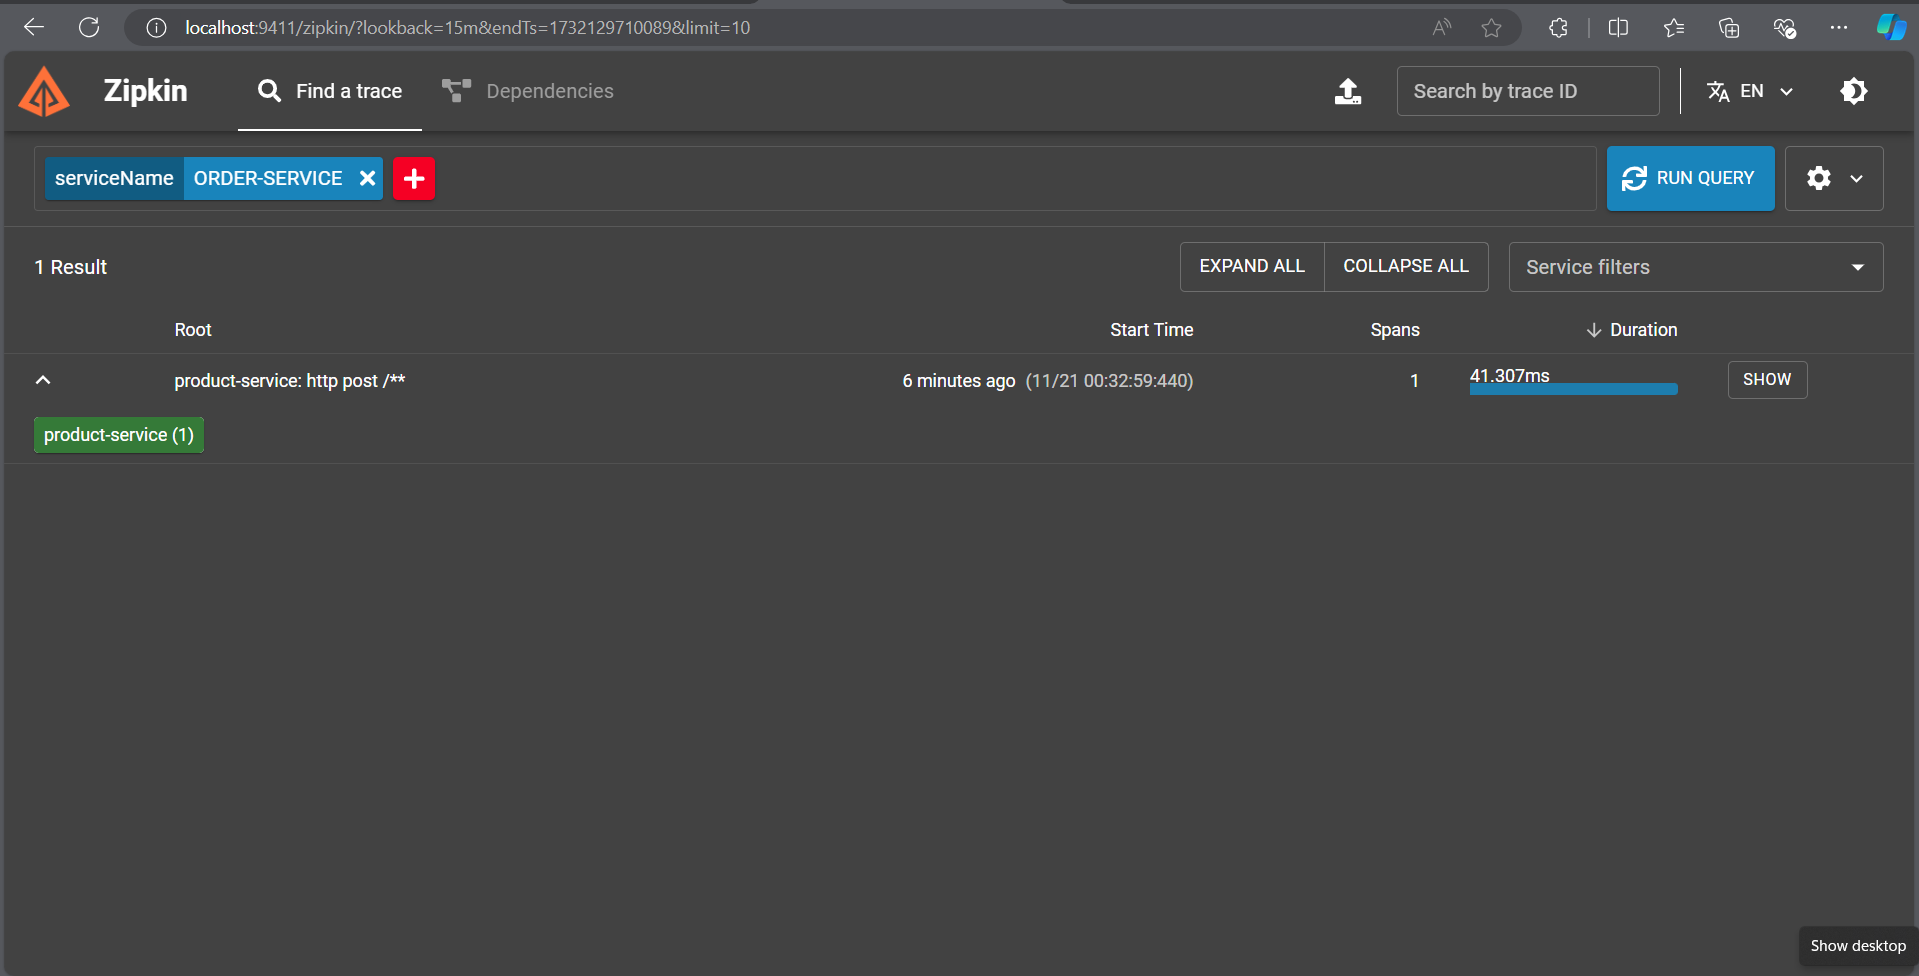 localhost:9411/zipkin/?lookback=15m&endTs=1732129710089&limit=10
Zipkin
Find a trace
Dependencies
Search by trace ID
EN
serviceName ORDER-SERVICE
RUN QUERY
1 Result
EXPAND ALL
COLLAPSE ALL
Service filters
Root
Start Time
Spans
Duration
product-service: http post /**
6 minutes ago (11/21 00:32:59:440)
1
41.307ms
SHOW
product-service (1)
Show desktop